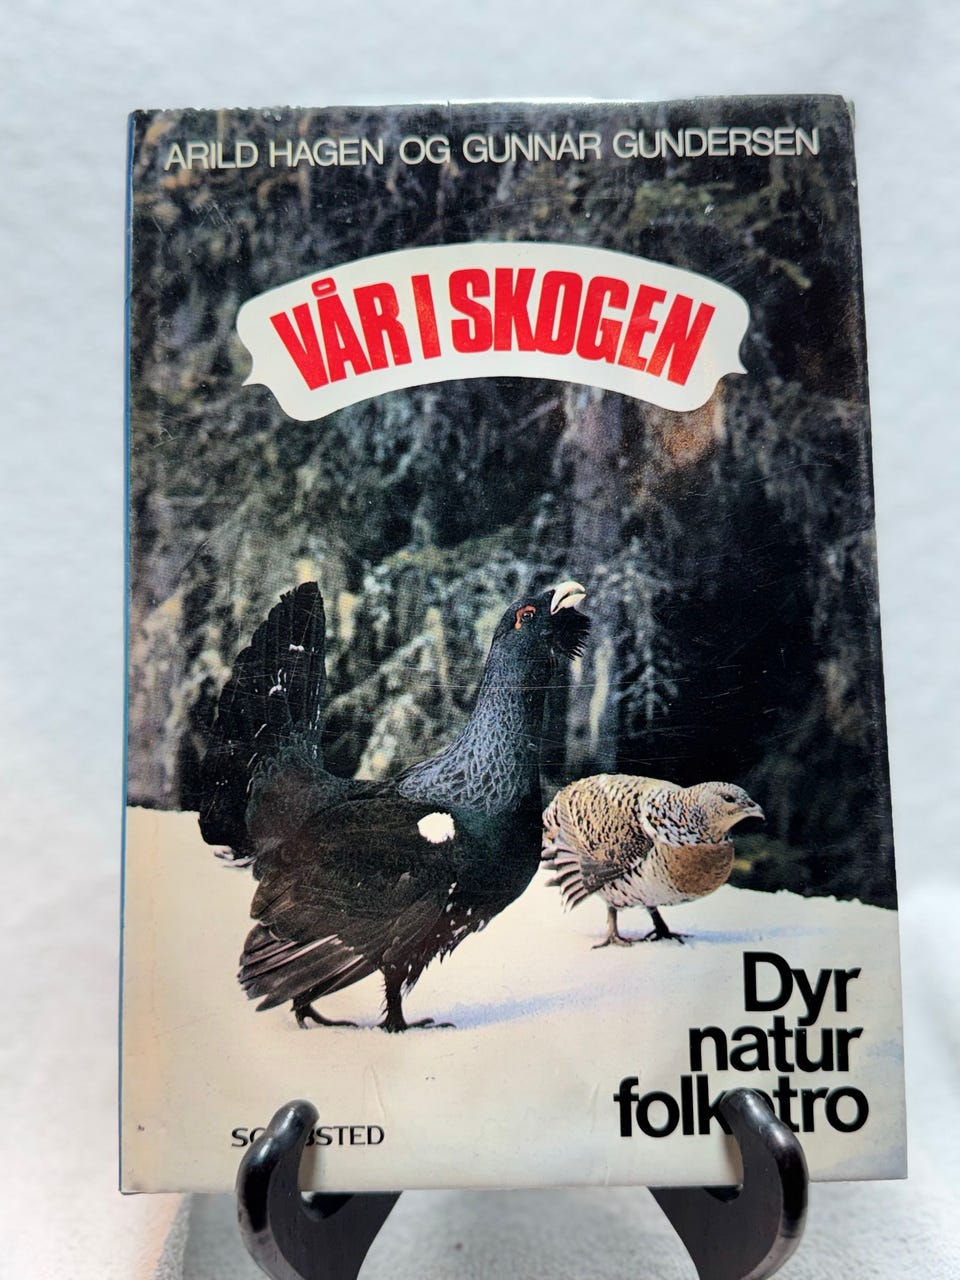 ARILD HAGEN OG GUNNAR GUNDERSEN
VÅR I SKOGEN
Dyr
natur